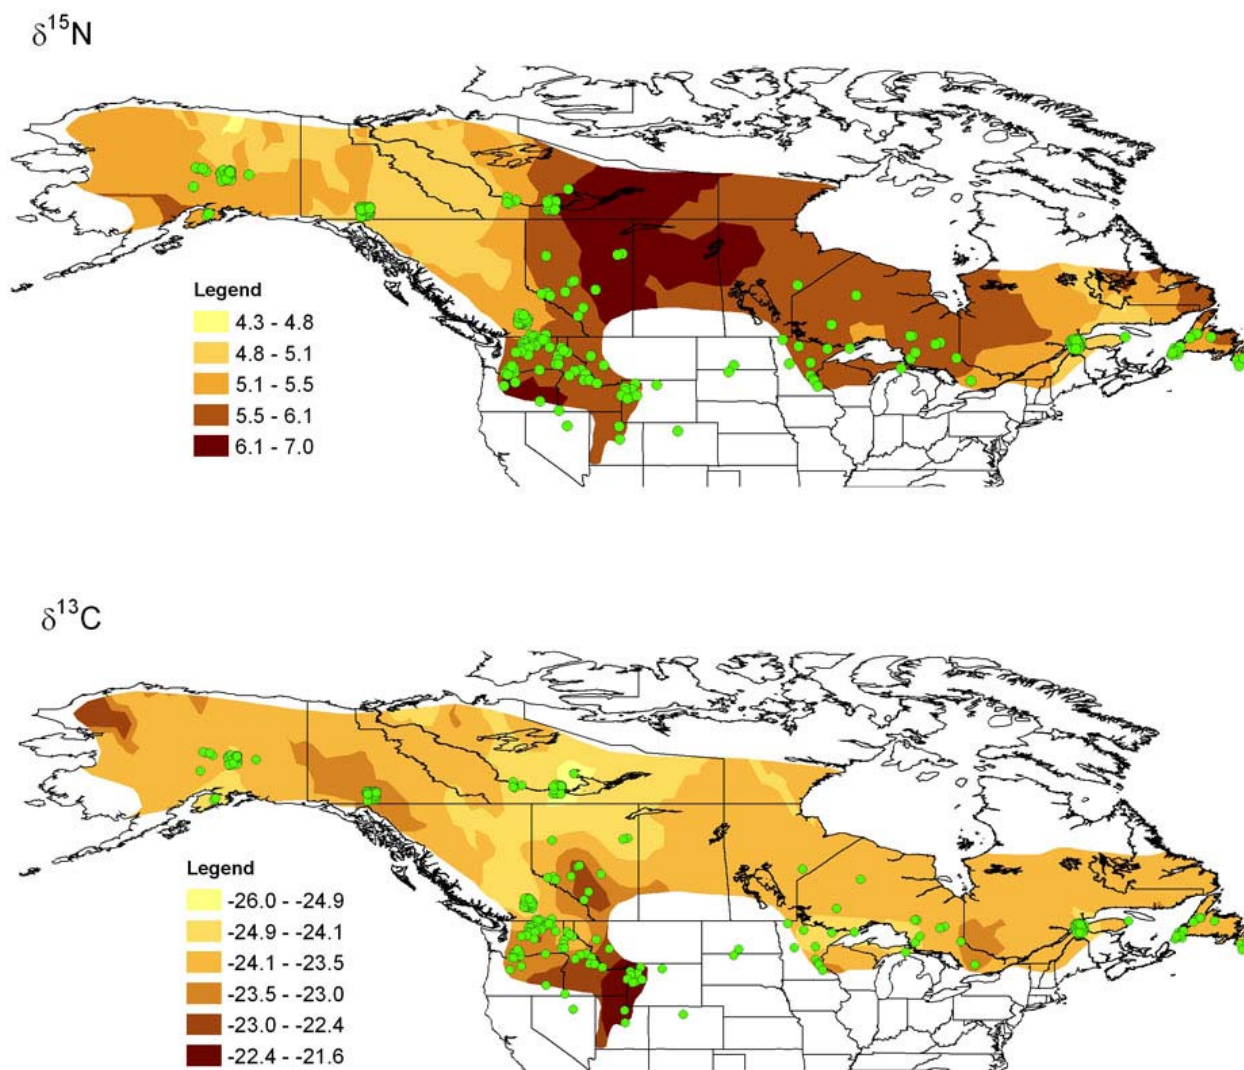 δ15N
Legend
4.3 - 4.8
4.8 - 5.1
5.1 - 5.5
5.5 - 6.1
6.1 - 7.0
δ13C
Legend
-26.0 - -24.9
-24.9 - -24.1
-24.1 - -23.5
-23.5 - -23.0
-23.0 - -22.4
-22.4 - -21.6